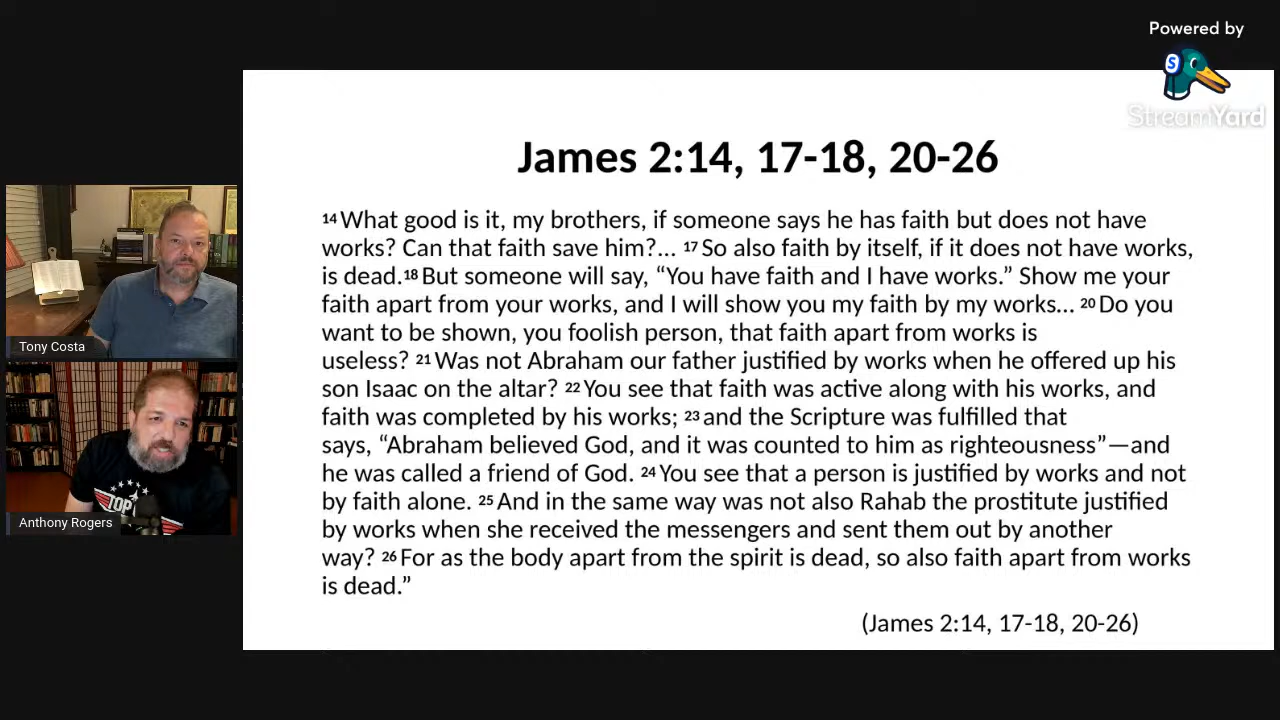 Powered by
StreamYard
James 2:14, 17-18, 20-26
14 What good is it, my brothers, if someone says he has faith but does not have
works? Can that faith save him?... 17 So also faith by itself, if it does not have works,
is dead.18 But someone will say, “You have faith and I have works.” Show me your
faith apart from your works, and I will show you my faith by my works... 20 Do you
want to be shown, you foolish person, that faith apart from works is
useless? 21 Was not Abraham our father justified by works when he offered up his
son Isaac on the altar? 22 You see that faith was active along with his works, and
faith was completed by his works; 23 and the Scripture was fulfilled that
says, “Abraham believed God, and it was counted to him as righteousness”—and
he was called a friend of God. 24 You see that a person is justified by works and not
by faith alone. 25 And in the same way was not also Rahab the prostitute justified
by works when she received the messengers and sent them out by another
way? 26 For as the body apart from the spirit is dead, so also faith apart from works
is dead.”
(James 2:14, 17-18, 20-26)
Tony Costa
TOP
Anthony Rogers